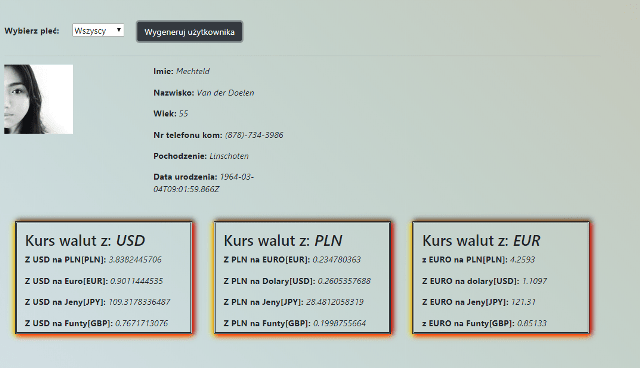 Wybierz płeć: Wszyscy Wygeneruj użytkownika
Imie: Mechteld
Nazwisko: Van der Doelen
Wiek: 55
Nr telefonu kom: (878)-734-3986
Pochodzenie: Linschoten
Data urodzenia: 1964-03-
04T09:01:59.866Z
Kurs walut z: USD
Z USD na PLN[PLN]: 3.8382445706
Z USD na Euro[EUR]: 0.9011444535
Z USD na Jeny[JPY]: 109.3178336487
Z USD na Funty[GBP]: 0.7671713076
Kurs walut z: PLN
Z PLN na EURO[EUR]: 0.234780363
Z PLN na Dolary[USD]: 0.2605357688
Z PLN na Jeny[JPY]: 28.4812058319
Z PLN na Funty[GBP]: 0.1998755664
Kurs walut z: EUR
z EURO na PLN[PLN]: 4.2593
Z EURO na dolary[USD]: 1.1097
Z EURO na Jeny[JPY]: 121.31
z EURO na Funty[GBP]: 0.85133